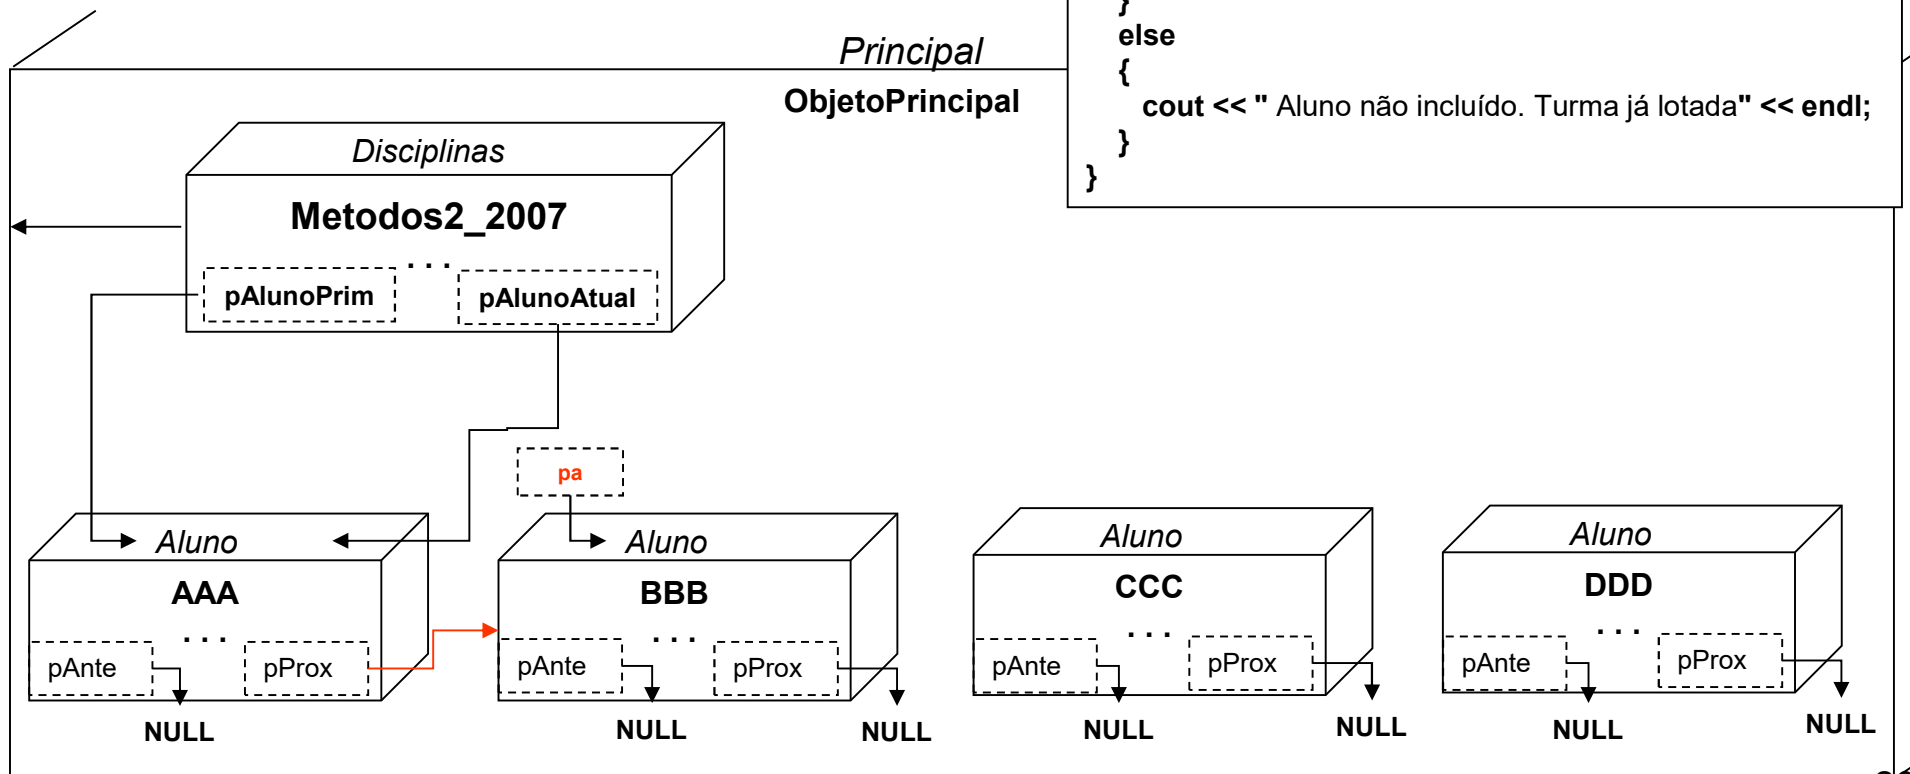 }
else
{
cout << " Aluno não incluído. Turma já lotada" << endl;
}
}
Principal
ObjetoPrincipal
Disciplinas
Metodos2_2007
. . .
pAlunoPrim
pAlunoAtual
pa
Aluno
AAA
. . .
pAnte
pProx
NULL
Aluno
BBB
. . .
pAnte
pProx
NULL
NULL
Aluno
CCC
. . .
pAnte
pProx
NULL
NULL
Aluno
DDD
. . .
pAnte
pProx
NULL
NULL